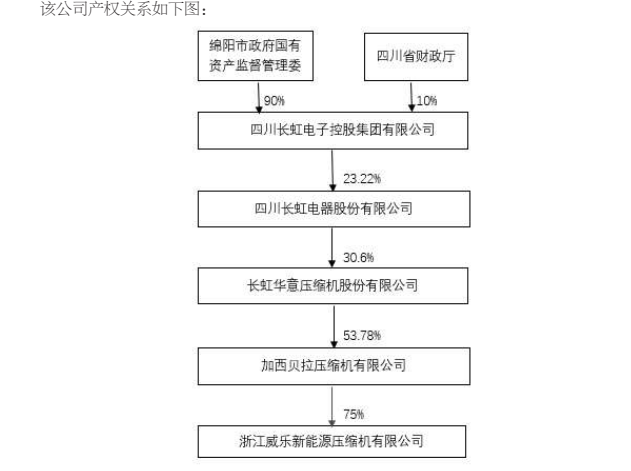 该公司产权关系如下图：
绵阳市政府国有
资产监督管理委
四川省财政厅
90%
10%
四川长虹电子控股集团有限公司
23.22%
四川长虹电器股份有限公司
30.6%
长虹华意压缩机股份有限公司
53.78%
加西贝拉压缩机有限公司
75%
浙江威乐新能源压缩机有限公司